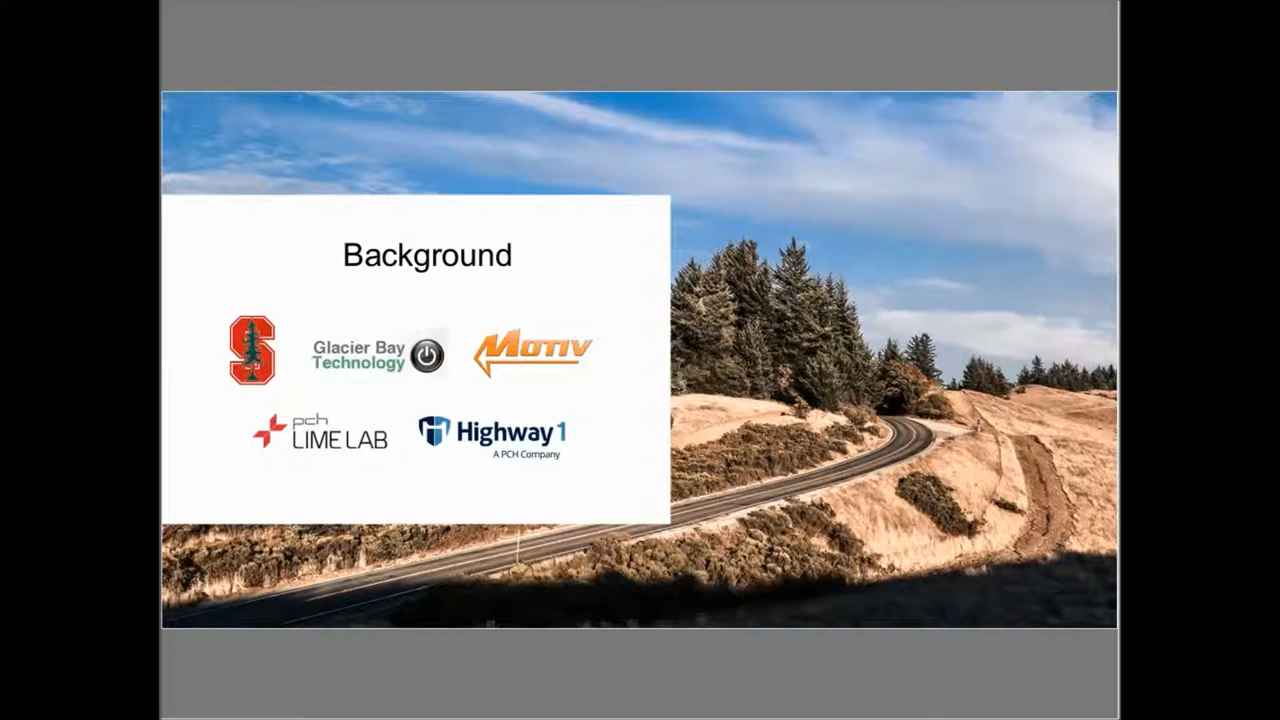 Background
S
Glacier Bay
Technology
MOTIV
pch
LIME LAB
Highway1
A PCH Company